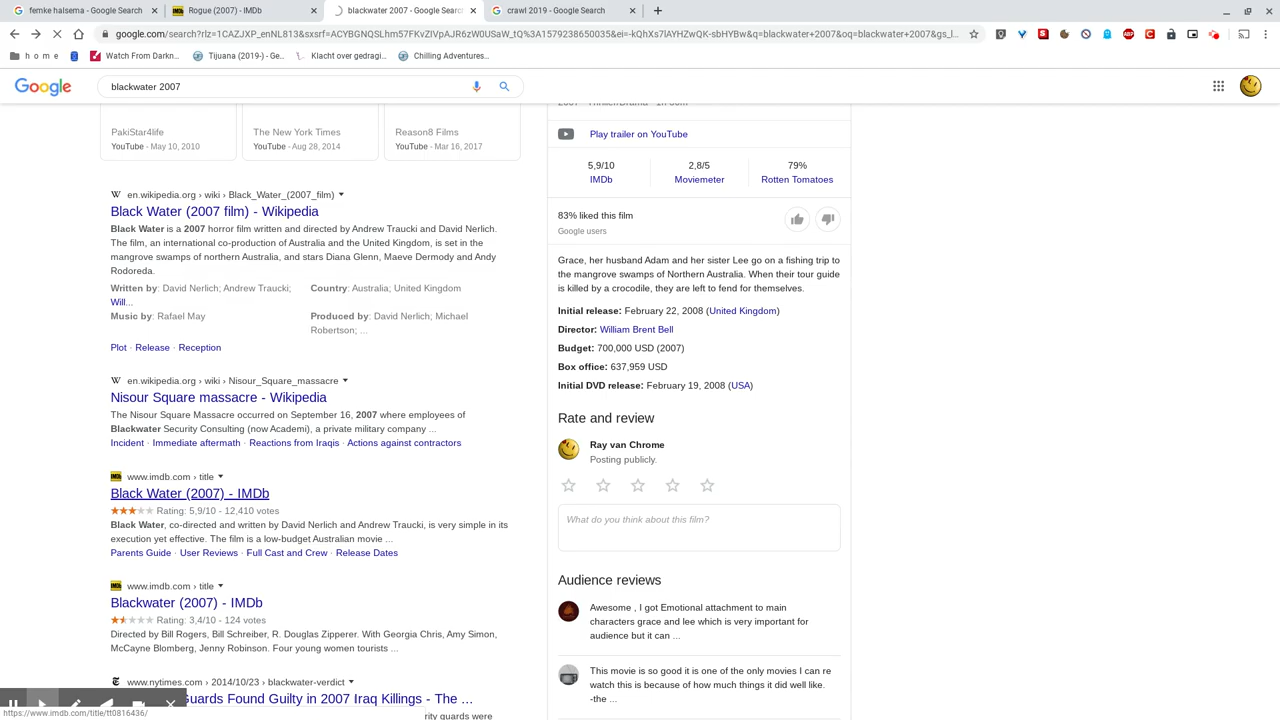 femke halsema - Google Search
Rogue (2007) - IMDb
blackwater 2007 - Google Search
crawl 2019 - Google Search
google.com/search?rlz=1CAZJXP_enNL813&sxsrf=ACYBGNQSLhm57FKvZIVpAJR6zW0USaW_tQ%3A1579238650035&ei=-kQhXs7lAYHZwQK-sbHYBw&q=blackwater+2007&oq=blackwater+2007&gs_l...
h o m e
Watch From Darkn...
Tijuana (2019-) - Ge...
Klacht over gedragi...
Chilling Adventures...
Google
blackwater 2007
PakiStar4life
YouTube - May 10, 2010
The New York Times
YouTube - Aug 28, 2014
Reason8 Films
YouTube - Mar 16, 2017
en.wikipedia.org › wiki › Black_Water_(2007_film)
Black Water (2007 film) - Wikipedia
Black Water is a 2007 horror film written and directed by Andrew Traucki and David Nerlich.
The film, an international co-production of Australia and the United Kingdom, is set in the
mangrove swamps of northern Australia, and stars Diana Glenn, Maeve Dermody and Andy
Rodoreda.
Written by: David Nerlich; Andrew Traucki;
Will...
Country: Australia; United Kingdom
Music by: Rafael May
Produced by: David Nerlich; Michael
Robertson; ...
Plot · Release · Reception
en.wikipedia.org › wiki › Nisour_Square_massacre
Nisour Square massacre - Wikipedia
The Nisour Square Massacre occurred on September 16, 2007 where employees of
Blackwater Security Consulting (now Academi), a private military company ...
Incident · Immediate aftermath · Reactions from Iraqis · Actions against contractors
www.imdb.com › title
Black Water (2007) - IMDb
Rating: 5,9/10 - 12,410 votes
Black Water, co-directed and written by David Nerlich and Andrew Traucki, is very simple in its
execution yet effective. The film is a low-budget Australian movie ...
Parents Guide · User Reviews · Full Cast and Crew · Release Dates
www.imdb.com › title
Blackwater (2007) - IMDb
Rating: 3,4/10 - 124 votes
Directed by Bill Rogers, Bill Schreiber, R. Douglas Zipperer. With Georgia Chris, Amy Simon,
McCayne Blomberg, Jenny Robinson. Four young women tourists ...
www.nytimes.com › 2014/10/23 › blackwater-verdict
Guards Found Guilty in 2007 Iraq Killings - The ...
rity guards were
https://www.imdb.com/title/tt0816436/
2007 · Thriller/Drama · 1h 30m
Play trailer on YouTube
5,9/10
IMDb
2,8/5
Moviemeter
79%
Rotten Tomatoes
83% liked this film
Google users
Grace, her husband Adam and her sister Lee go on a fishing trip to
the mangrove swamps of Northern Australia. When their tour guide
is killed by a crocodile, they are left to fend for themselves.
Initial release: February 22, 2008 (United Kingdom)
Director: William Brent Bell
Budget: 700,000 USD (2007)
Box office: 637,959 USD
Initial DVD release: February 19, 2008 (USA)
Rate and review
Ray van Chrome
Posting publicly.
What do you think about this film?
Audience reviews
Awesome , I got Emotional attachment to main
characters grace and lee which is very important for
audience but it can ...
This movie is so good it is one of the only movies I can re
watch this is because of how much things it did well like.
-the ...